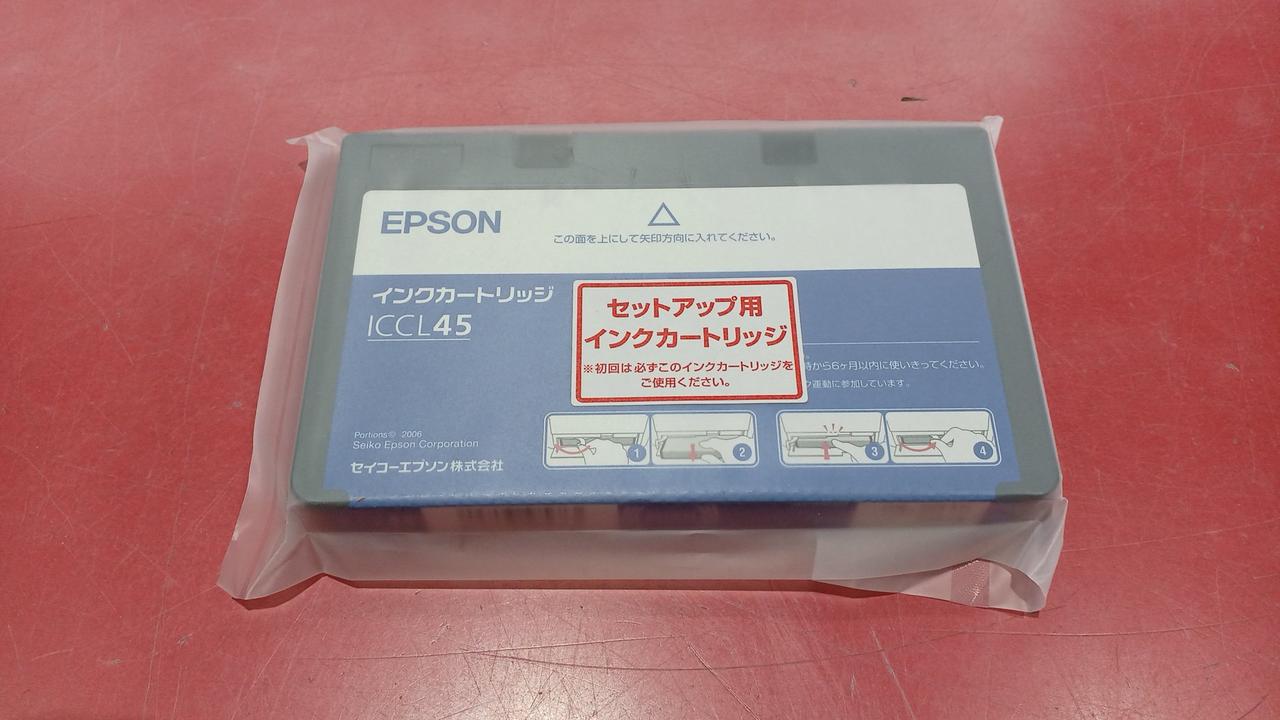 EPSON
この面を上にして矢印方向に入れてください。
インクカートリッジ
ICCL45
セットアップ用
インクカートリッジ
※初回は必ずこのインクカートリッジを
ご使用ください。
時から6ヶ月以内に使いきってください。
ク運動に参加しています。
Portions© 2006
Seiko Epson Corporation
セイコーエプソン株式会社
1
2
3
4